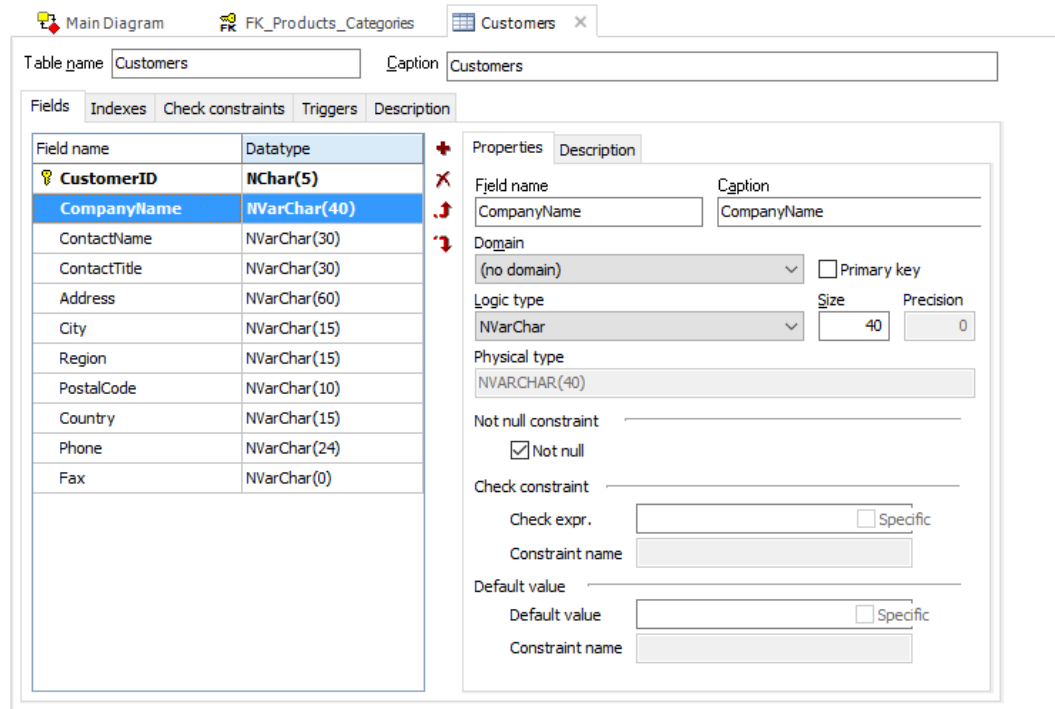 Main Diagram FK_Products_Categories Customers
Table name Customers Caption Customers
Fields Indexes Check constraints Triggers Description
Field name Datatype
CustomerID NChar(5)
CompanyName NVarChar(40)
ContactName NVarChar(30)
ContactTitle NVarChar(30)
Address NVarChar(60)
City NVarChar(15)
Region NVarChar(15)
PostalCode NVarChar(10)
Country NVarChar(15)
Phone NVarChar(24)
Fax NVarChar(0)
Properties Description
Field name Caption
CompanyName CompanyName
Domain
(no domain) Primary key
Logic type Size Precision
NVarChar 40 0
Physical type
NVARCHAR(40)
Not null constraint
Not null
Check constraint
Check expr. Specific
Constraint name
Default value
Default value Specific
Constraint name